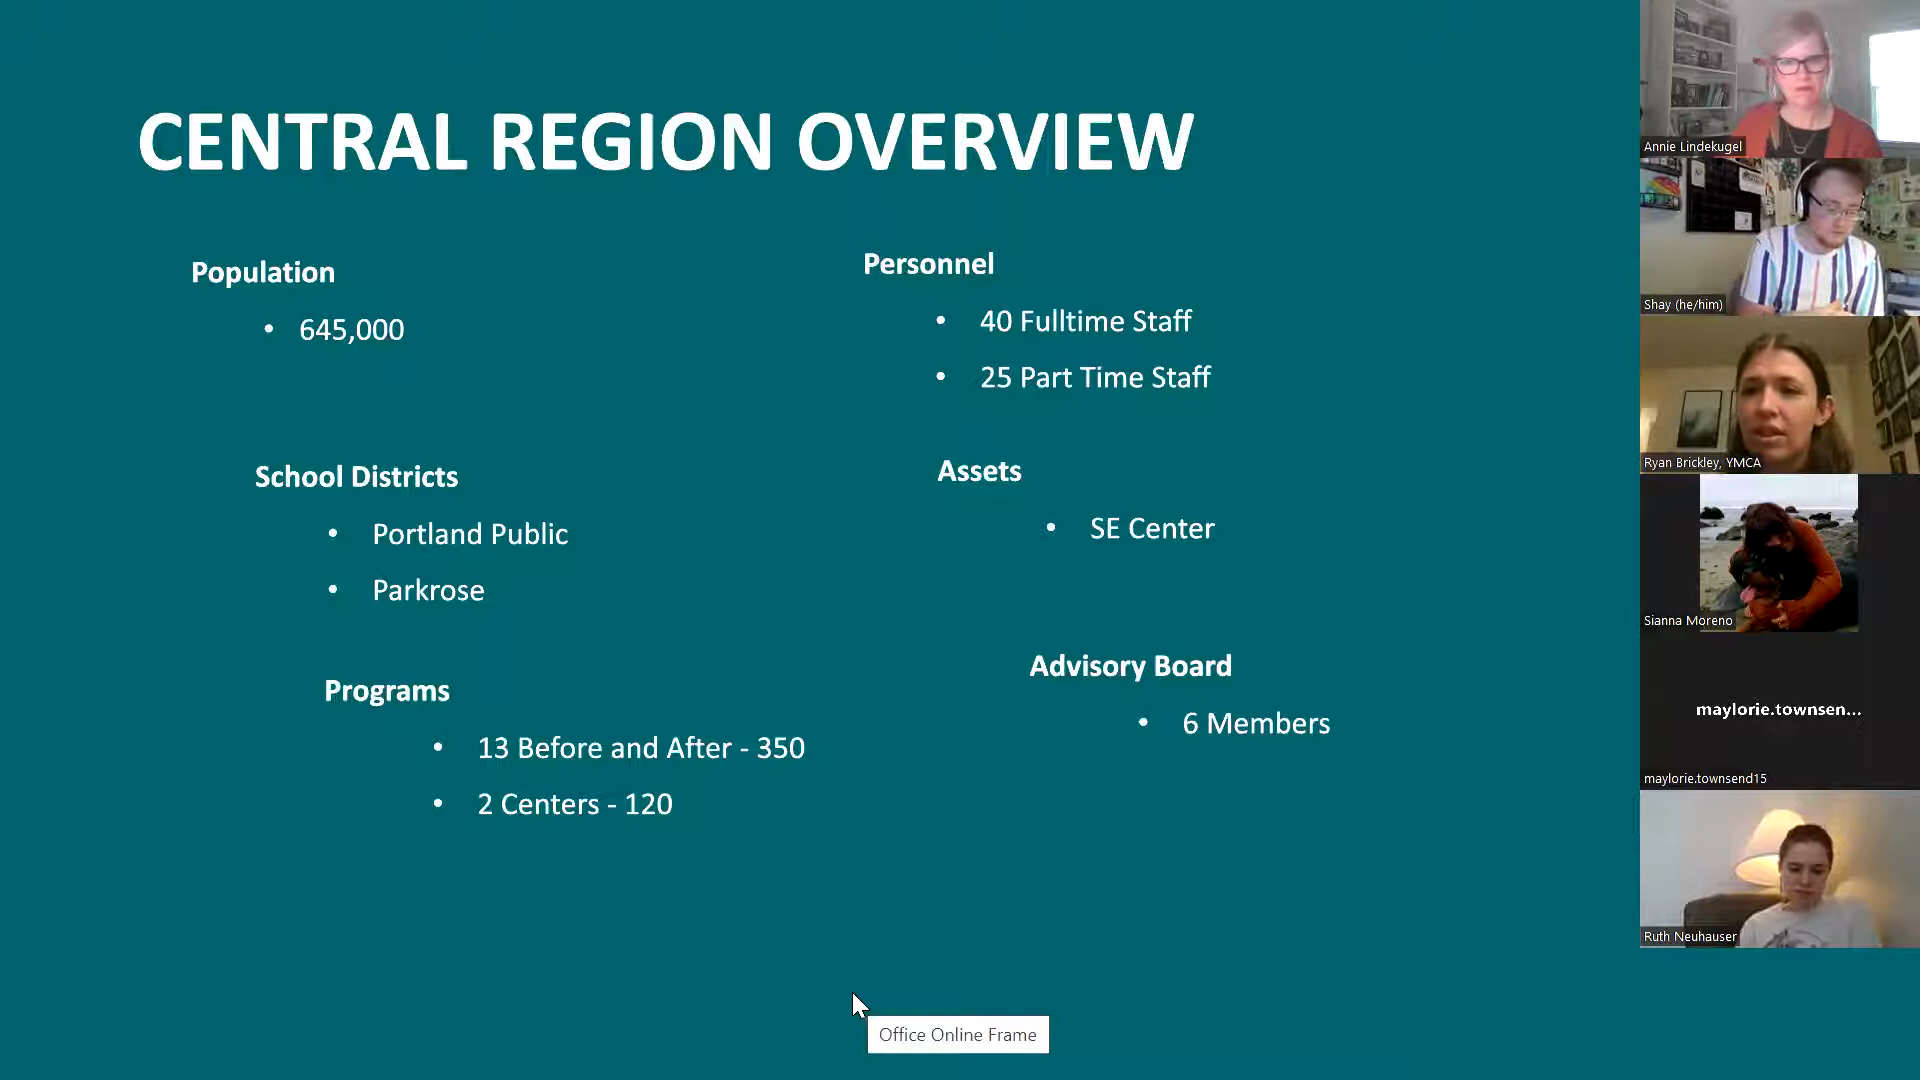 CENTRAL REGION OVERVIEW
Population
• 645,000
School Districts
• Portland Public
• Parkrose
Programs
• 13 Before and After - 350
• 2 Centers - 120
Personnel
• 40 Fulltime Staff
• 25 Part Time Staff
Assets
• SE Center
Advisory Board
• 6 Members
Office Online Frame
Annie Lindekugel
Shay (he/him)
Ryan Brickley, YMCA
Sianna Moreno
maylorie.townsen...
maylorie.townsend15
Ruth Neuhauser